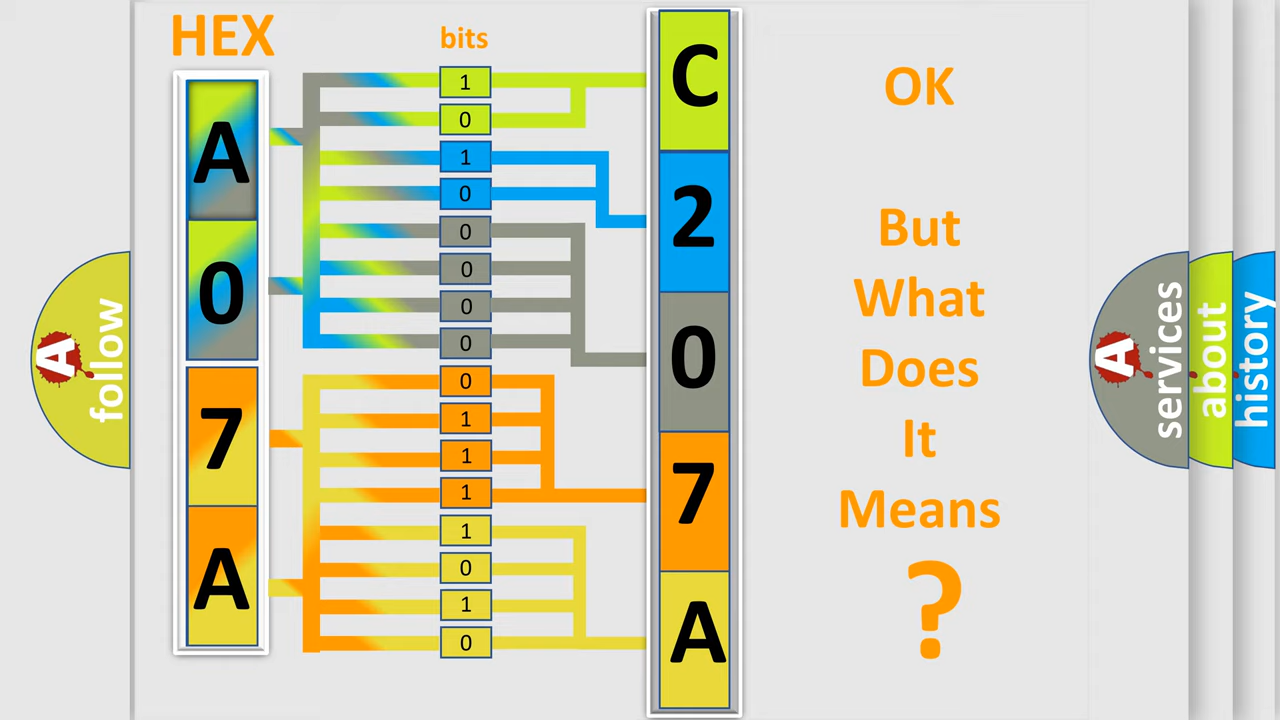 HEX
bits
A
0
7
A
1
0
1
0
0
0
0
0
0
1
1
1
1
0
1
0
C
2
0
7
A
OK
But
What
Does
It
Means
?
A
follow
A
services
about
history